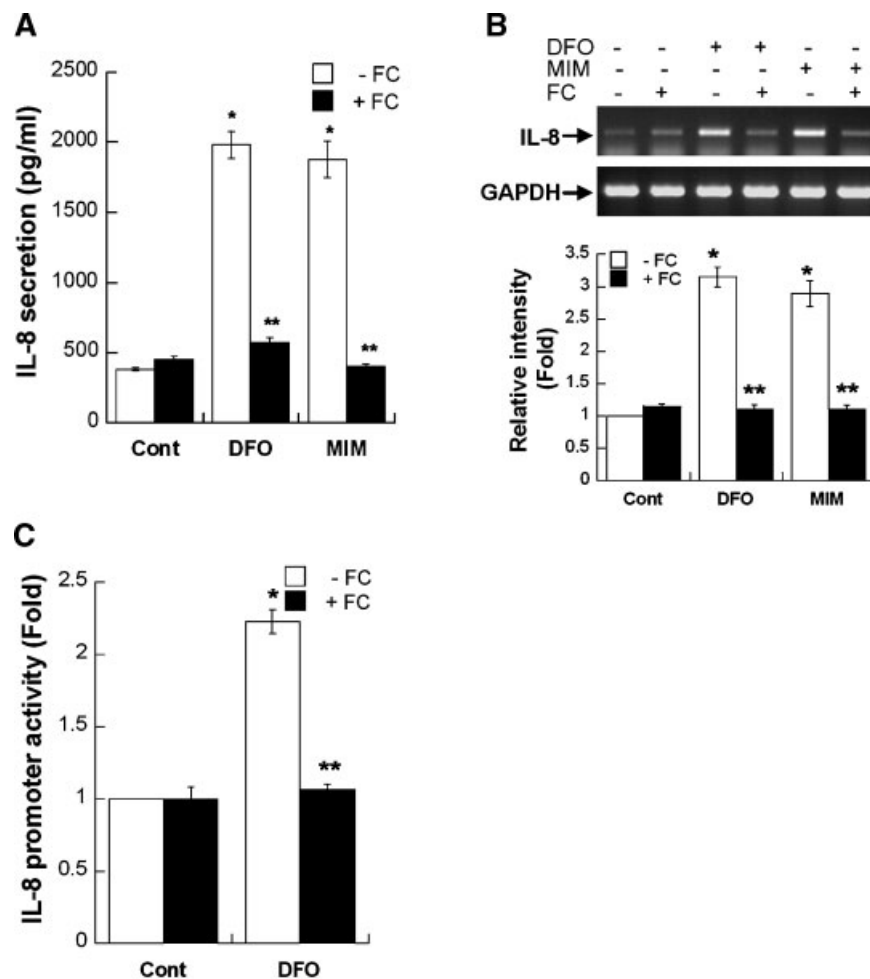 A
IL-8 secretion (pg/ml)
2500
2000
1500
1000
500
0
- FC
+ FC
*
**
*
**
Cont DFO MIM
B
DFO - - + + - -
MIM - - - - + +
FC - + - + - +
IL-8
GAPDH
Relative intensity
(Fold)
3.5
3
2.5
2
1.5
1
0.5
0
- FC
+ FC
*
**
*
**
Cont DFO MIM
C
IL-8 promoter activity (Fold)
2.5
2
1.5
1
0.5
0
- FC
+ FC
*
**
Cont DFO